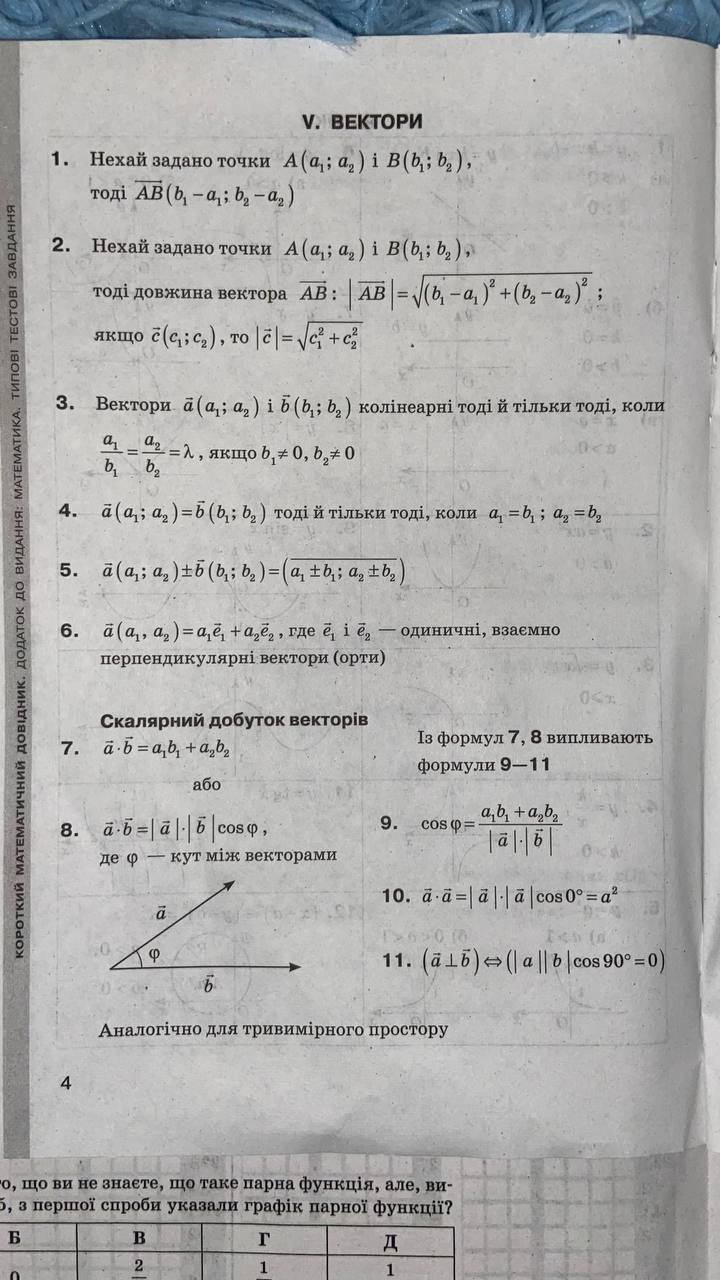 V. ВЕКТОРИ
1. Нехай задано точки A(a₁; a₂) і B(b₁; b₂),
тоді AB⃗(b₁ – a₁; b₂ – a₂)
2. Нехай задано точки A(a₁; a₂) і B(b₁; b₂),
тоді довжина вектора AB⃗: |AB⃗| = √((b₁ – a₁)² + (b₂ – a₂)²) ;
якщо c⃗(c₁; c₂), то |c⃗| = √(c₁² + c₂²)
3. Вектори a⃗(a₁; a₂) і b⃗(b₁; b₂) колінеарні тоді й тільки тоді, коли
a₁/b₁ = a₂/b₂ = λ, якщо b₁ ≠ 0, b₂ ≠ 0
4. a⃗(a₁; a₂) = b⃗(b₁; b₂) тоді й тільки тоді, коли a₁ = b₁ ; a₂ = b₂
5. a⃗(a₁; a₂) ± b⃗(b₁; b₂) = (a₁ ± b₁; a₂ ± b₂)
6. a⃗(a₁, a₂) = a₁e⃗₁ + a₂e⃗₂, где e⃗₁ і e⃗₂ — одиничні, взаємно
перпендикулярні вектори (орти)
Скалярний добуток векторів
7. a⃗ · b⃗ = a₁b₁ + a₂b₂
або
8. a⃗ · b⃗ = |a⃗| · |b⃗| cos φ,
де φ — кут між векторами
a⃗
φ
b⃗
Із формул 7, 8 випливають
формули 9—11
9. cos φ = (a₁b₁ + a₂b₂)/(|a⃗| · |b⃗|)
10. a⃗ · a⃗ = |a⃗| · |a⃗| cos 0° = a²
11. (a⃗ ⊥ b⃗) ⇔ (|a||b| cos 90° = 0)
Аналогічно для тривимірного простору
4
КОРОТКИЙ МАТЕМАТИЧНИЙ ДОВІДНИК. ДОДАТОК ДО ВИДАННЯ: МАТЕМАТИКА. ТИПОВІ ТЕСТОВІ ЗАВДАННЯ
що ви не знаєте, що таке парна функція, але, ви-
з першої спроби указали графік парної функції?
Б В Г Д
2 1 1